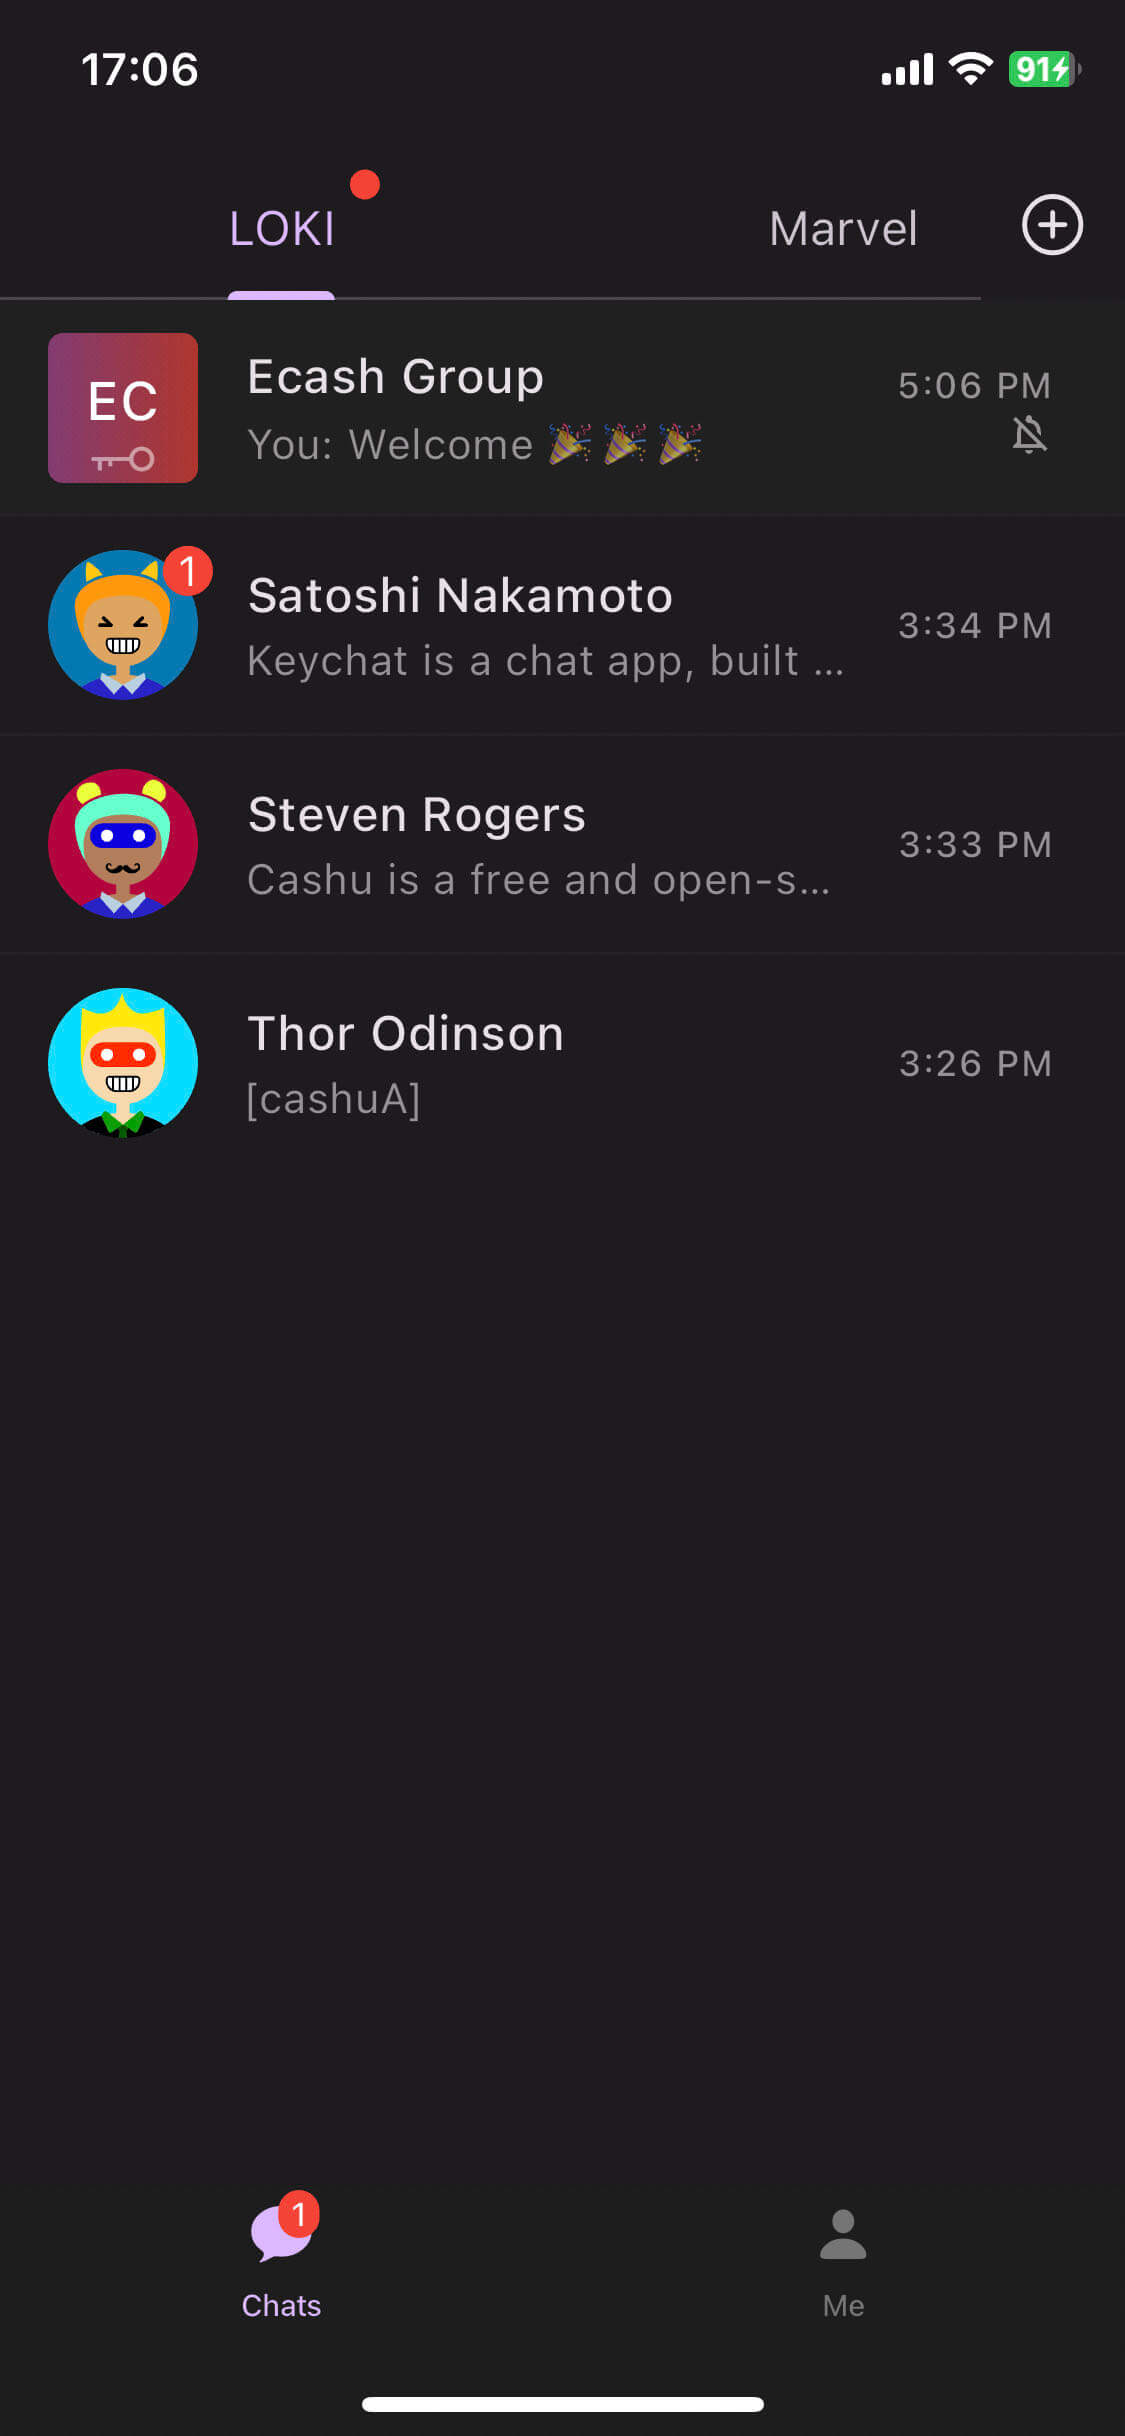 17:06
91
LOKI
Marvel
EC
Ecash Group
5:06 PM
You: Welcome 🎉🎉🎉
1
Satoshi Nakamoto
3:34 PM
Keychat is a chat app, built ...
Steven Rogers
3:33 PM
Cashu is a free and open-s...
Thor Odinson
3:26 PM
[cashuA]
1
Chats
Me